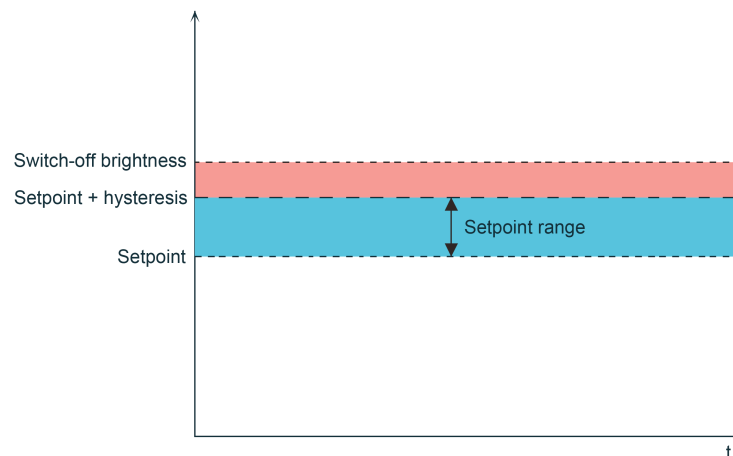 Switch-off brightness
Setpoint + hysteresis
Setpoint range
Setpoint
t